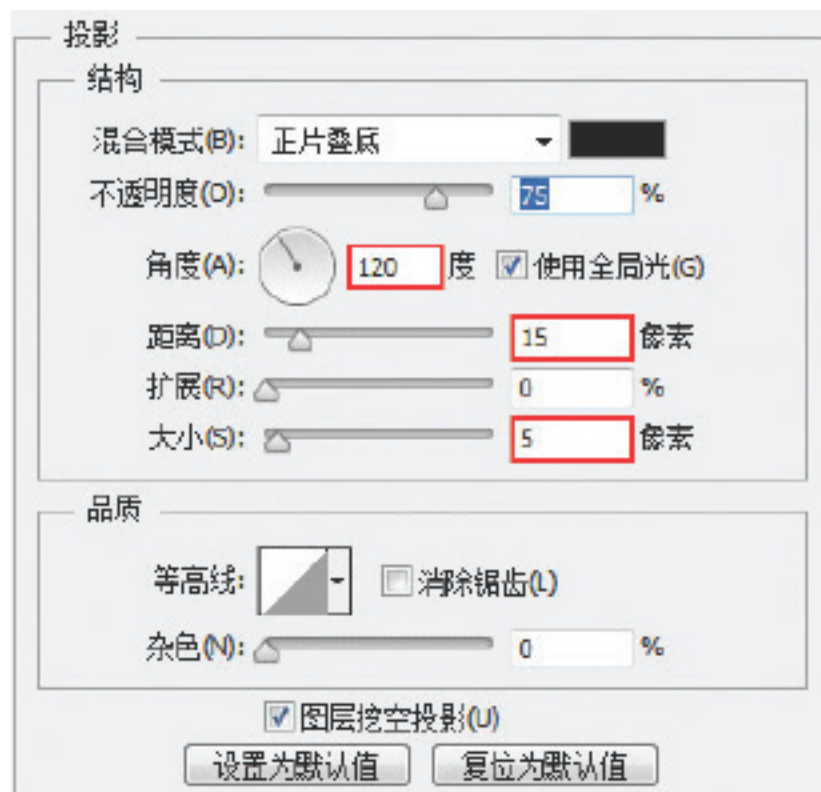 投影
结构
混合模式(B): 正片叠底
不透明度(O): 75 %
角度(A): 120 度 使用全局光(G)
距离(D): 15 像素
扩展(R): 0 %
大小(S): 5 像素
品质
等高线: 消除锯齿(L)
杂色(N): 0 %
图层挖空投影(U)
设置为默认值 复位为默认值